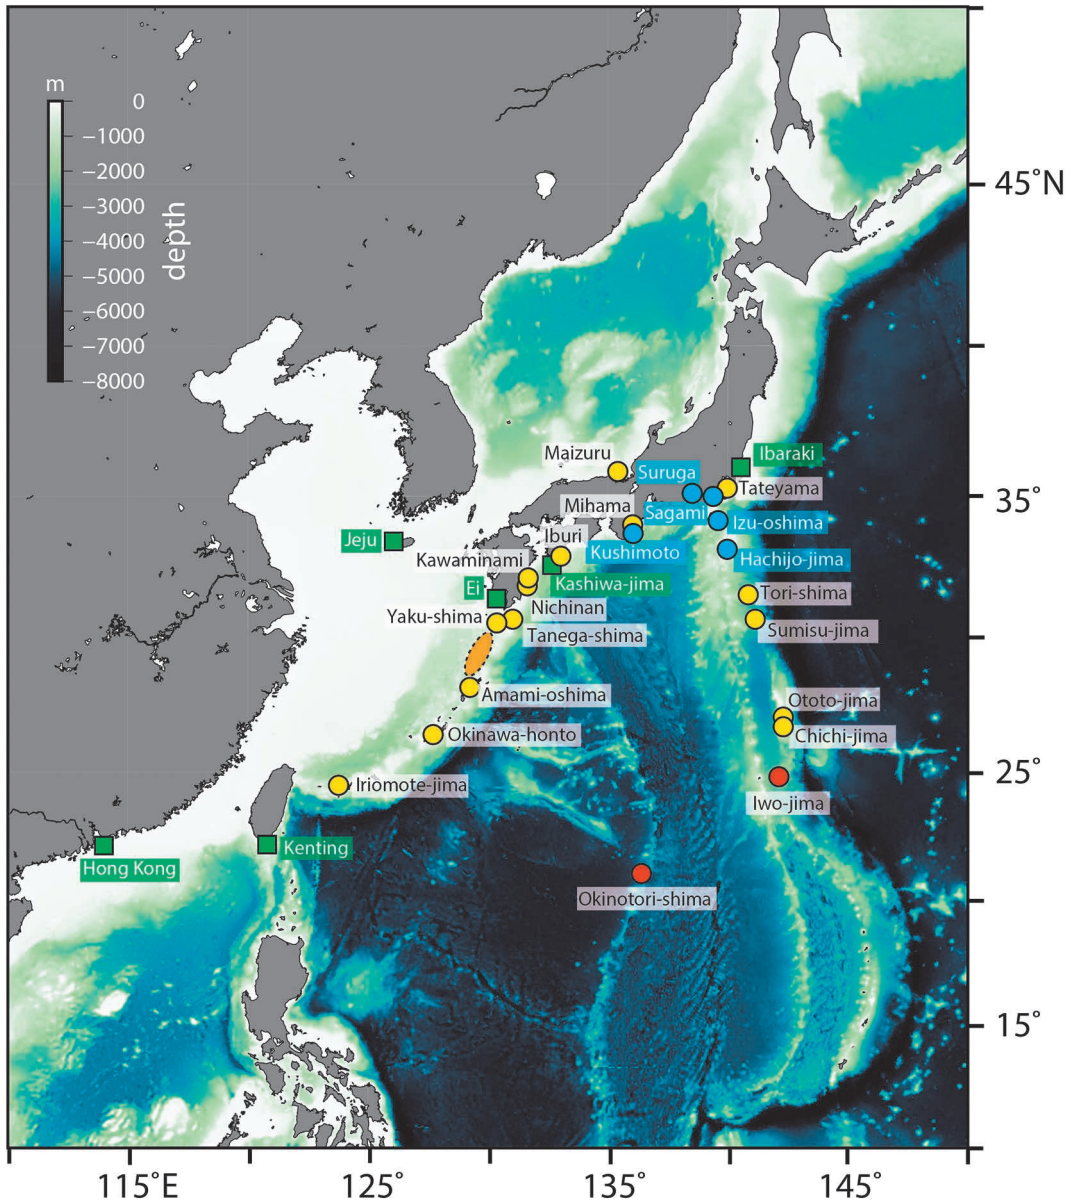 m
0
−1000
−2000
−3000
−4000
−5000
−6000
−7000
−8000
depth
45˚N
Maizuru
Suruga
Ibaraki
Tateyama
35˚
Mihama
Sagami
Izu-oshima
Jeju
Iburi
Kushimoto
Hachijo-jima
Kawaminami
Ei
Kashiwa-jima
Tori-shima
Nichinan
Yaku-shima
Tanega-shima
Sumisu-jima
Amami-oshima
Ototo-jima
Okinawa-honto
Chichi-jima
25˚
Iriomote-jima
Iwo-jima
Kenting
Hong Kong
Okinotori-shima
15˚
115˚E
125˚
135˚
145˚